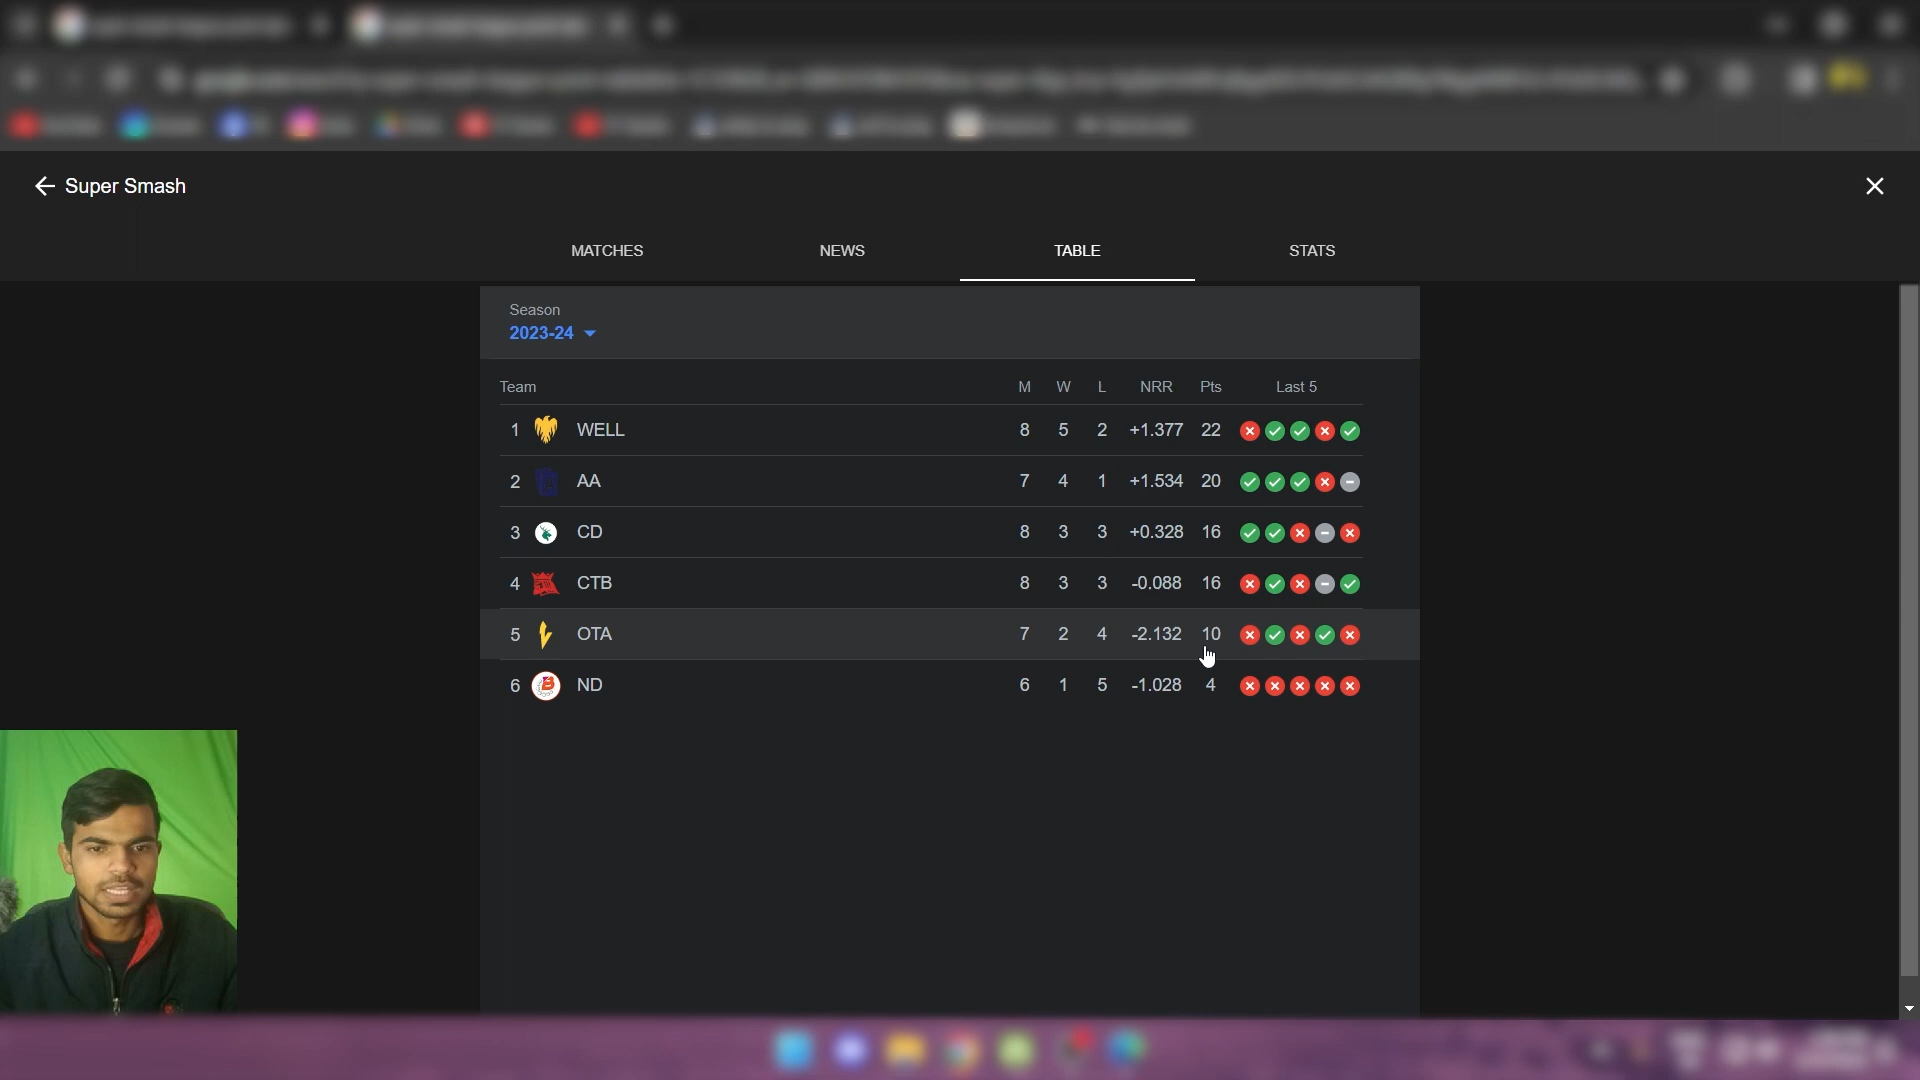 Super Smash
MATCHES NEWS TABLE STATS
Season
2023-24
Team M W L NRR Pts Last 5
1 WELL 8 5 2 +1.377 22
2 AA 7 4 1 +1.534 20
3 CD 8 3 3 +0.328 16
4 CTB 8 3 3 -0.088 16
5 OTA 7 2 4 -2.132 10
6 ND 6 1 5 -1.028 4